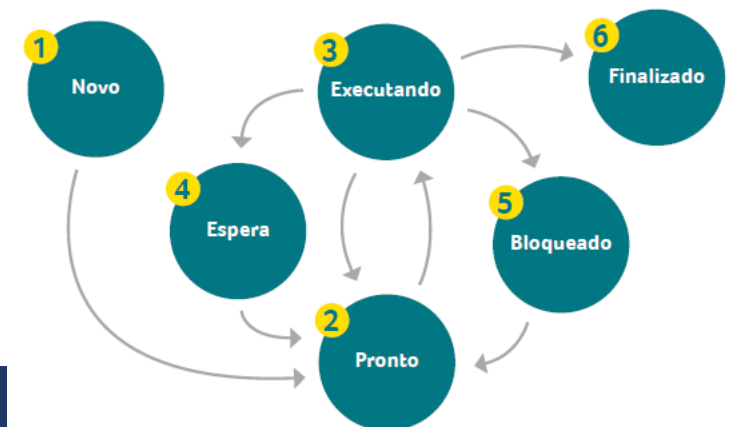 1
Novo
3
Executando
6
Finalizado
4
Espera
5
Bloqueado
2
Pronto